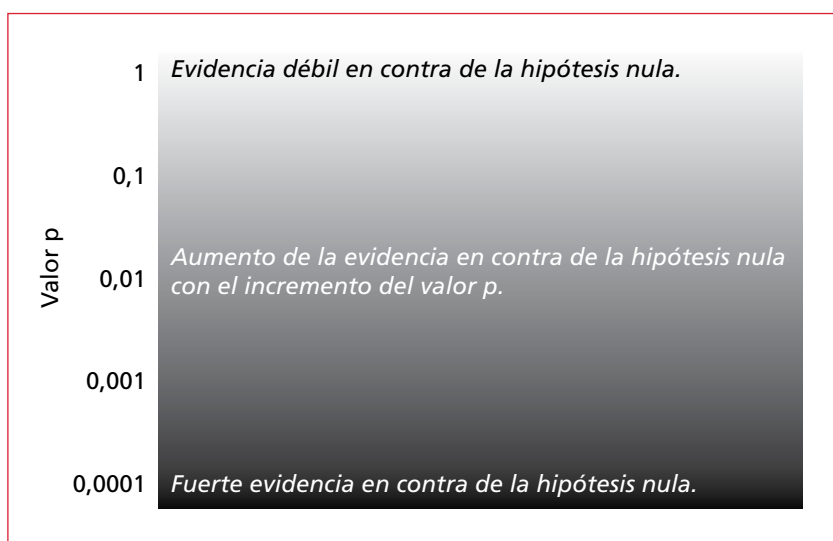 1
Evidencia débil en contra de la hipótesis nula.
0,1
Valor p
Aumento de la evidencia en contra de la hipótesis nula
0,01
con el incremento del valor p.
0,001
0,0001
Fuerte evidencia en contra de la hipótesis nula.